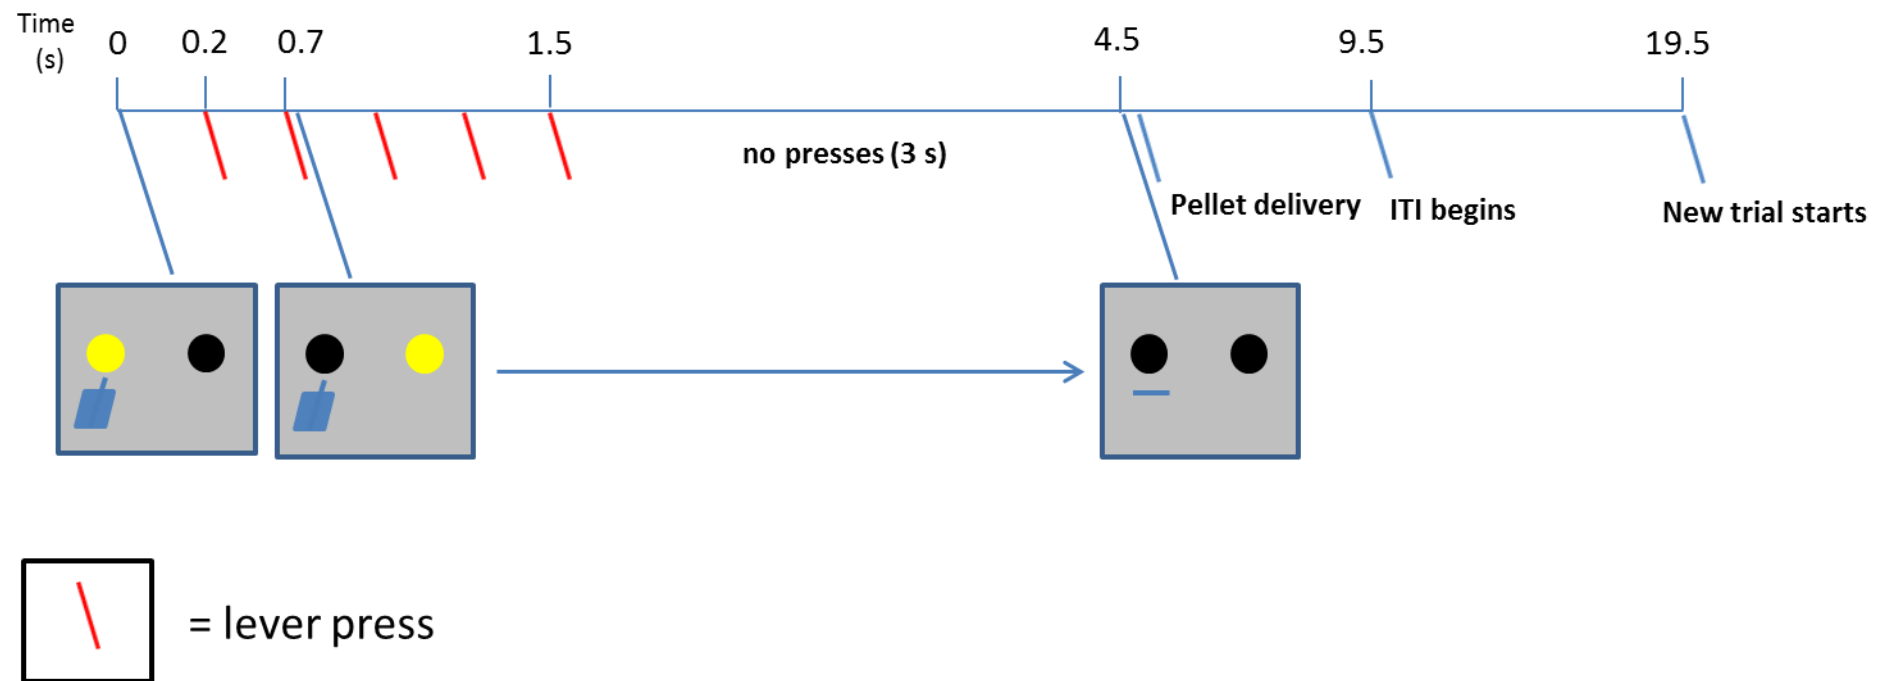 Time
(s)
0
0.2
0.7
1.5
4.5
9.5
19.5
no presses (3 s)
Pellet delivery
ITI begins
New trial starts
= lever press